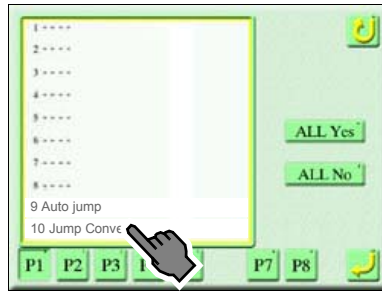 1 - - - -
2 - - - -
3 - - - -
4 - - - -
5 - - - -
6 - - - -
7 - - - -
8 - - - -
9 Auto jump
10 Jump Conve
ALL Yes
ALL No
P1 P2 P3 P7 P8